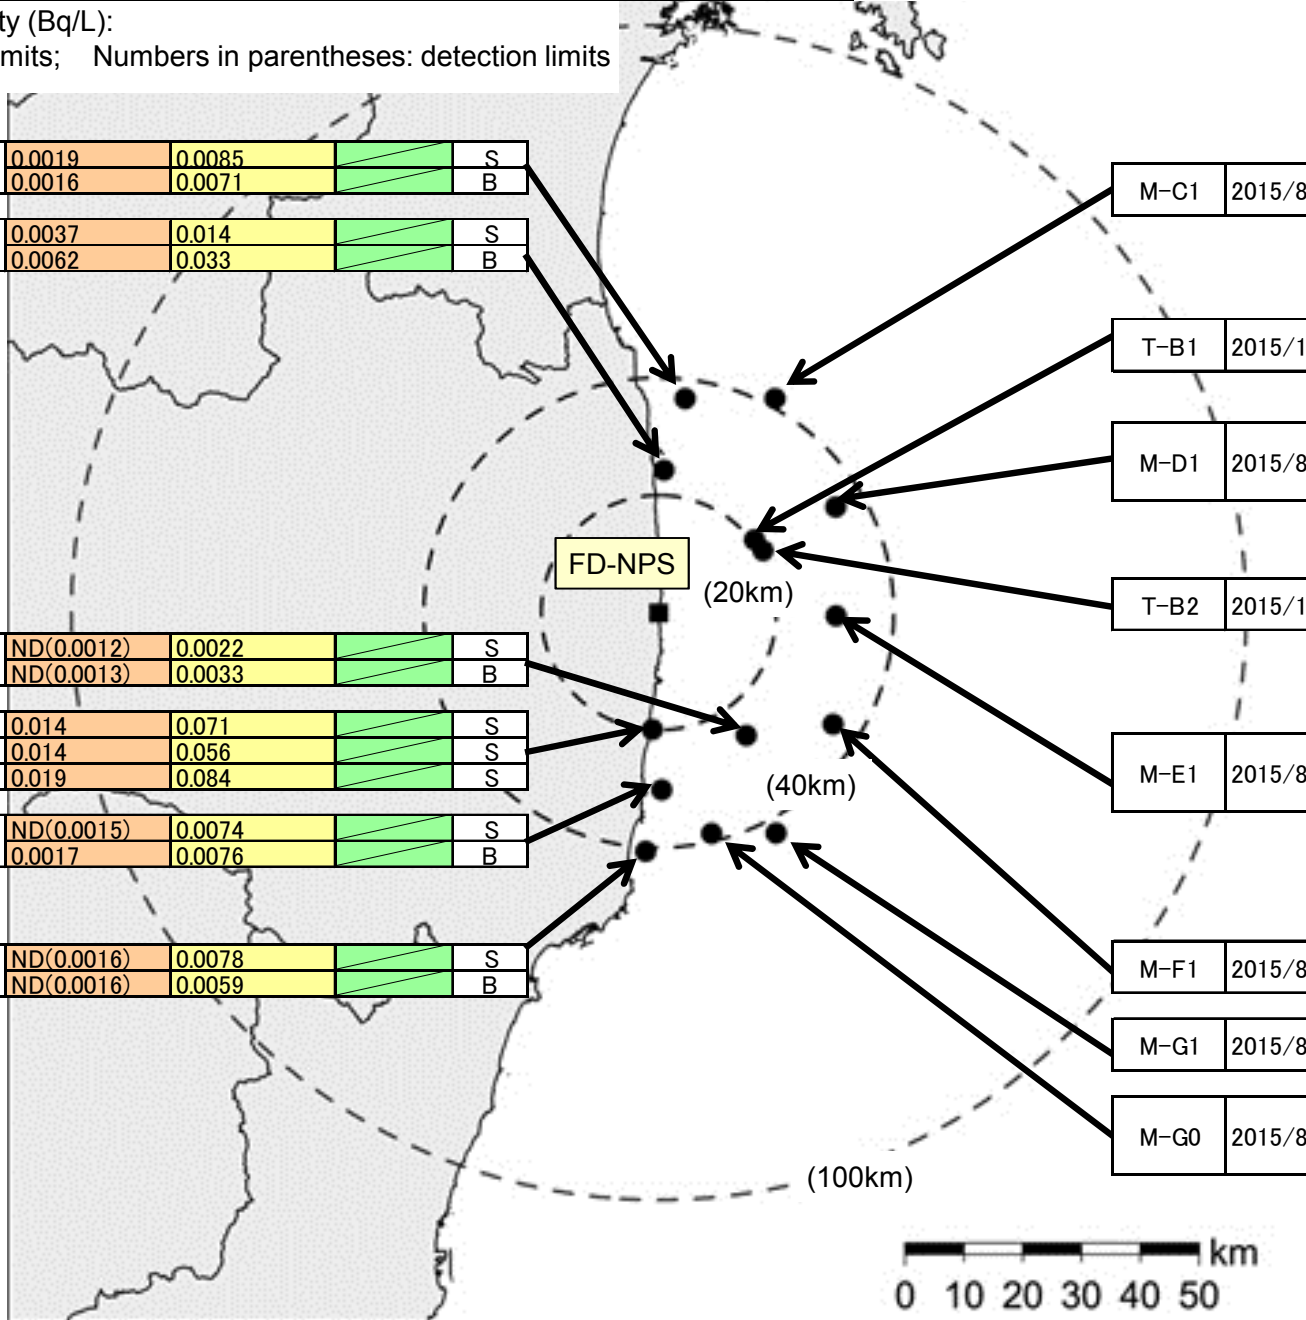 ty (Bq/L):
mits; Numbers in parentheses: detection limits
0.0019 0.0085 S
0.0016 0.0071 B
0.0037 0.014 S
0.0062 0.033 B
M-C1 2015/8
T-B1 2015/1
M-D1 2015/8
FD-NPS
(20km)
T-B2 2015/1
ND(0.0012) 0.0022 S
ND(0.0013) 0.0033 B
0.014 0.071 S
0.014 0.056 S
0.019 0.084 S
(40km)
M-E1 2015/8
ND(0.0015) 0.0074 S
0.0017 0.0076 B
ND(0.0016) 0.0078 S
ND(0.0016) 0.0059 B
M-F1 2015/8
M-G1 2015/8
M-G0 2015/8
(100km)
km
0 10 20 30 40 50